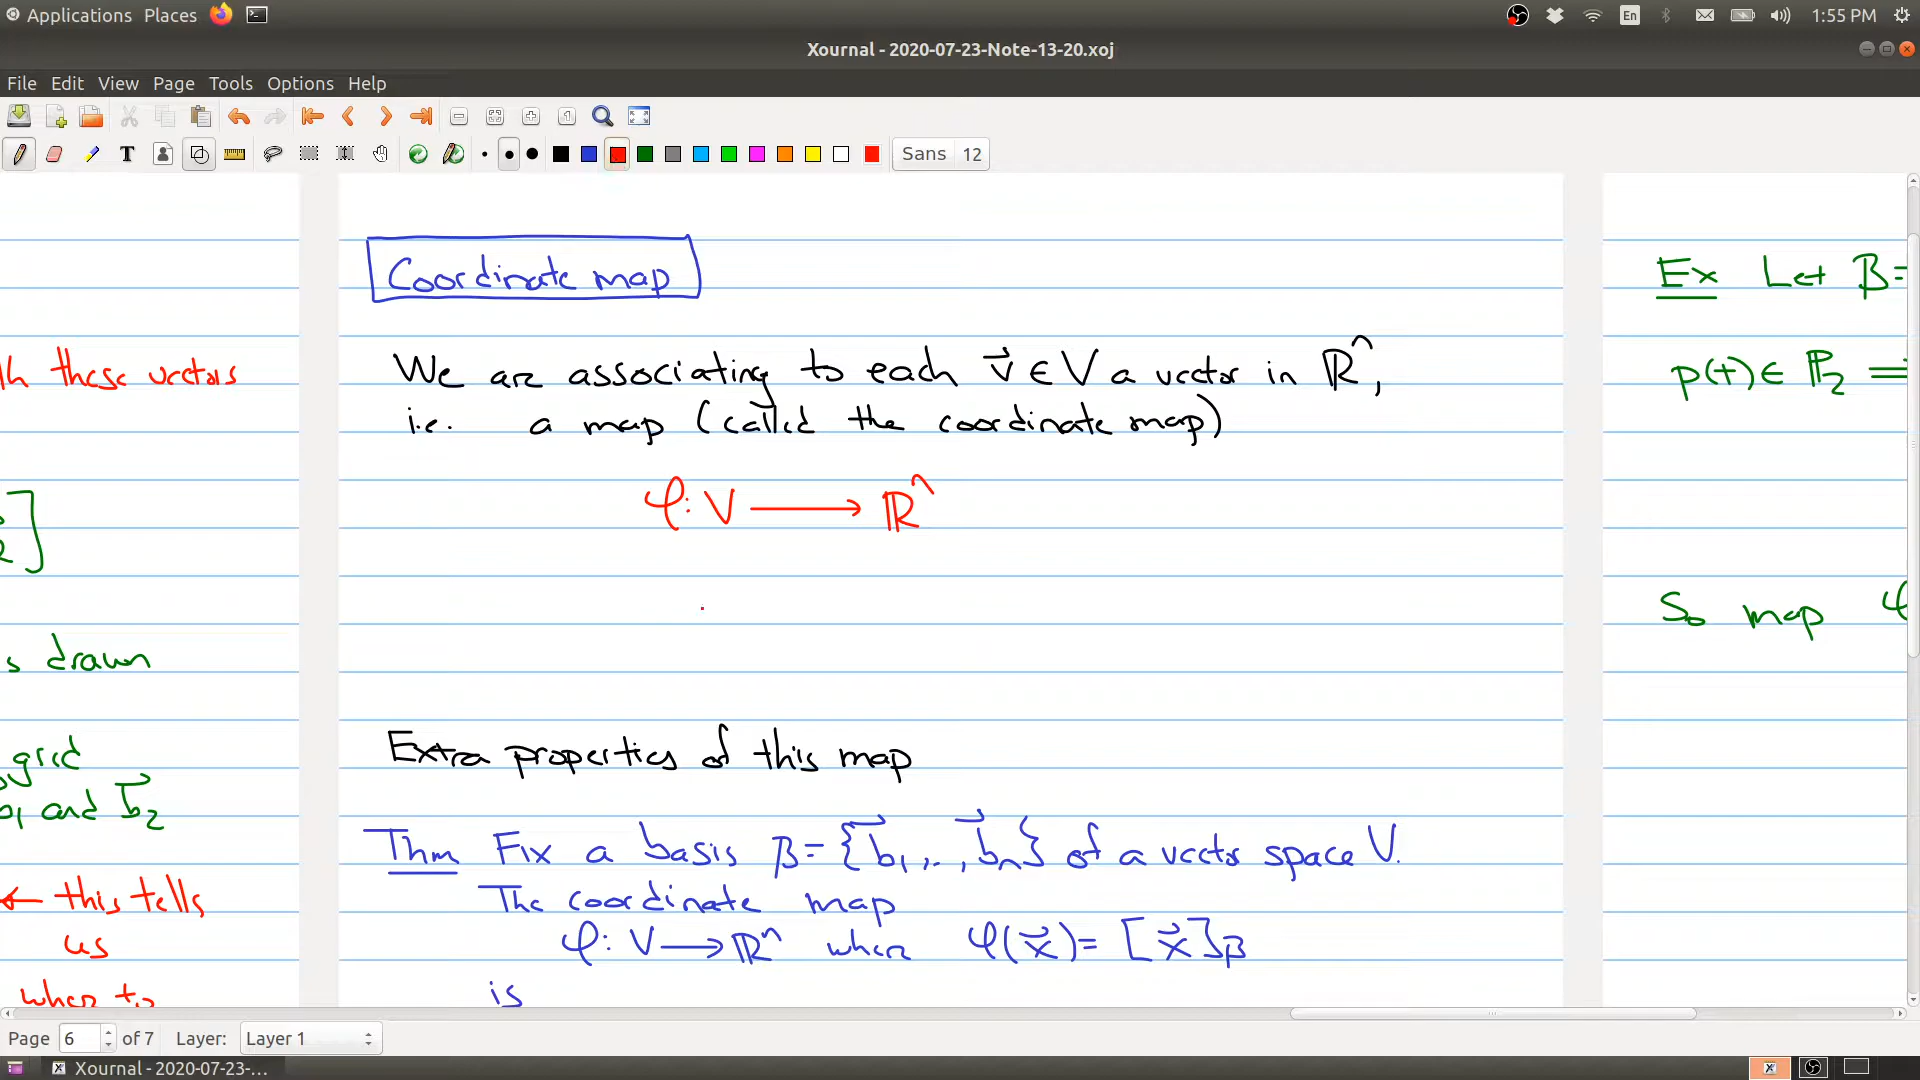 Applications Places En 1:55 PM
Xournal - 2020-07-23-Note-13-20.xoj
File Edit View Page Tools Options Help
Sans 12
Coordinate map
We are associating to each v⃗ ∈ V a vector in ℝⁿ,
i.e. a map (called the coordinate map)
φ: V ⟶ ℝⁿ
Extra properties of this map
Thm Fix a basis β = {b⃗₁,..,b⃗ₙ} of a vector space V.
The coordinate map
φ: V ⟶ ℝⁿ where φ(x⃗) = [x⃗]β
is
these vectors
s drawn
grid
b₁ and b⃗₂
← this tells
us
when to
Ex Let β =
p(t) ∈ ℙ₂ =
So map φ
Page 6 of 7 Layer: Layer 1
Xournal - 2020-07-23-...